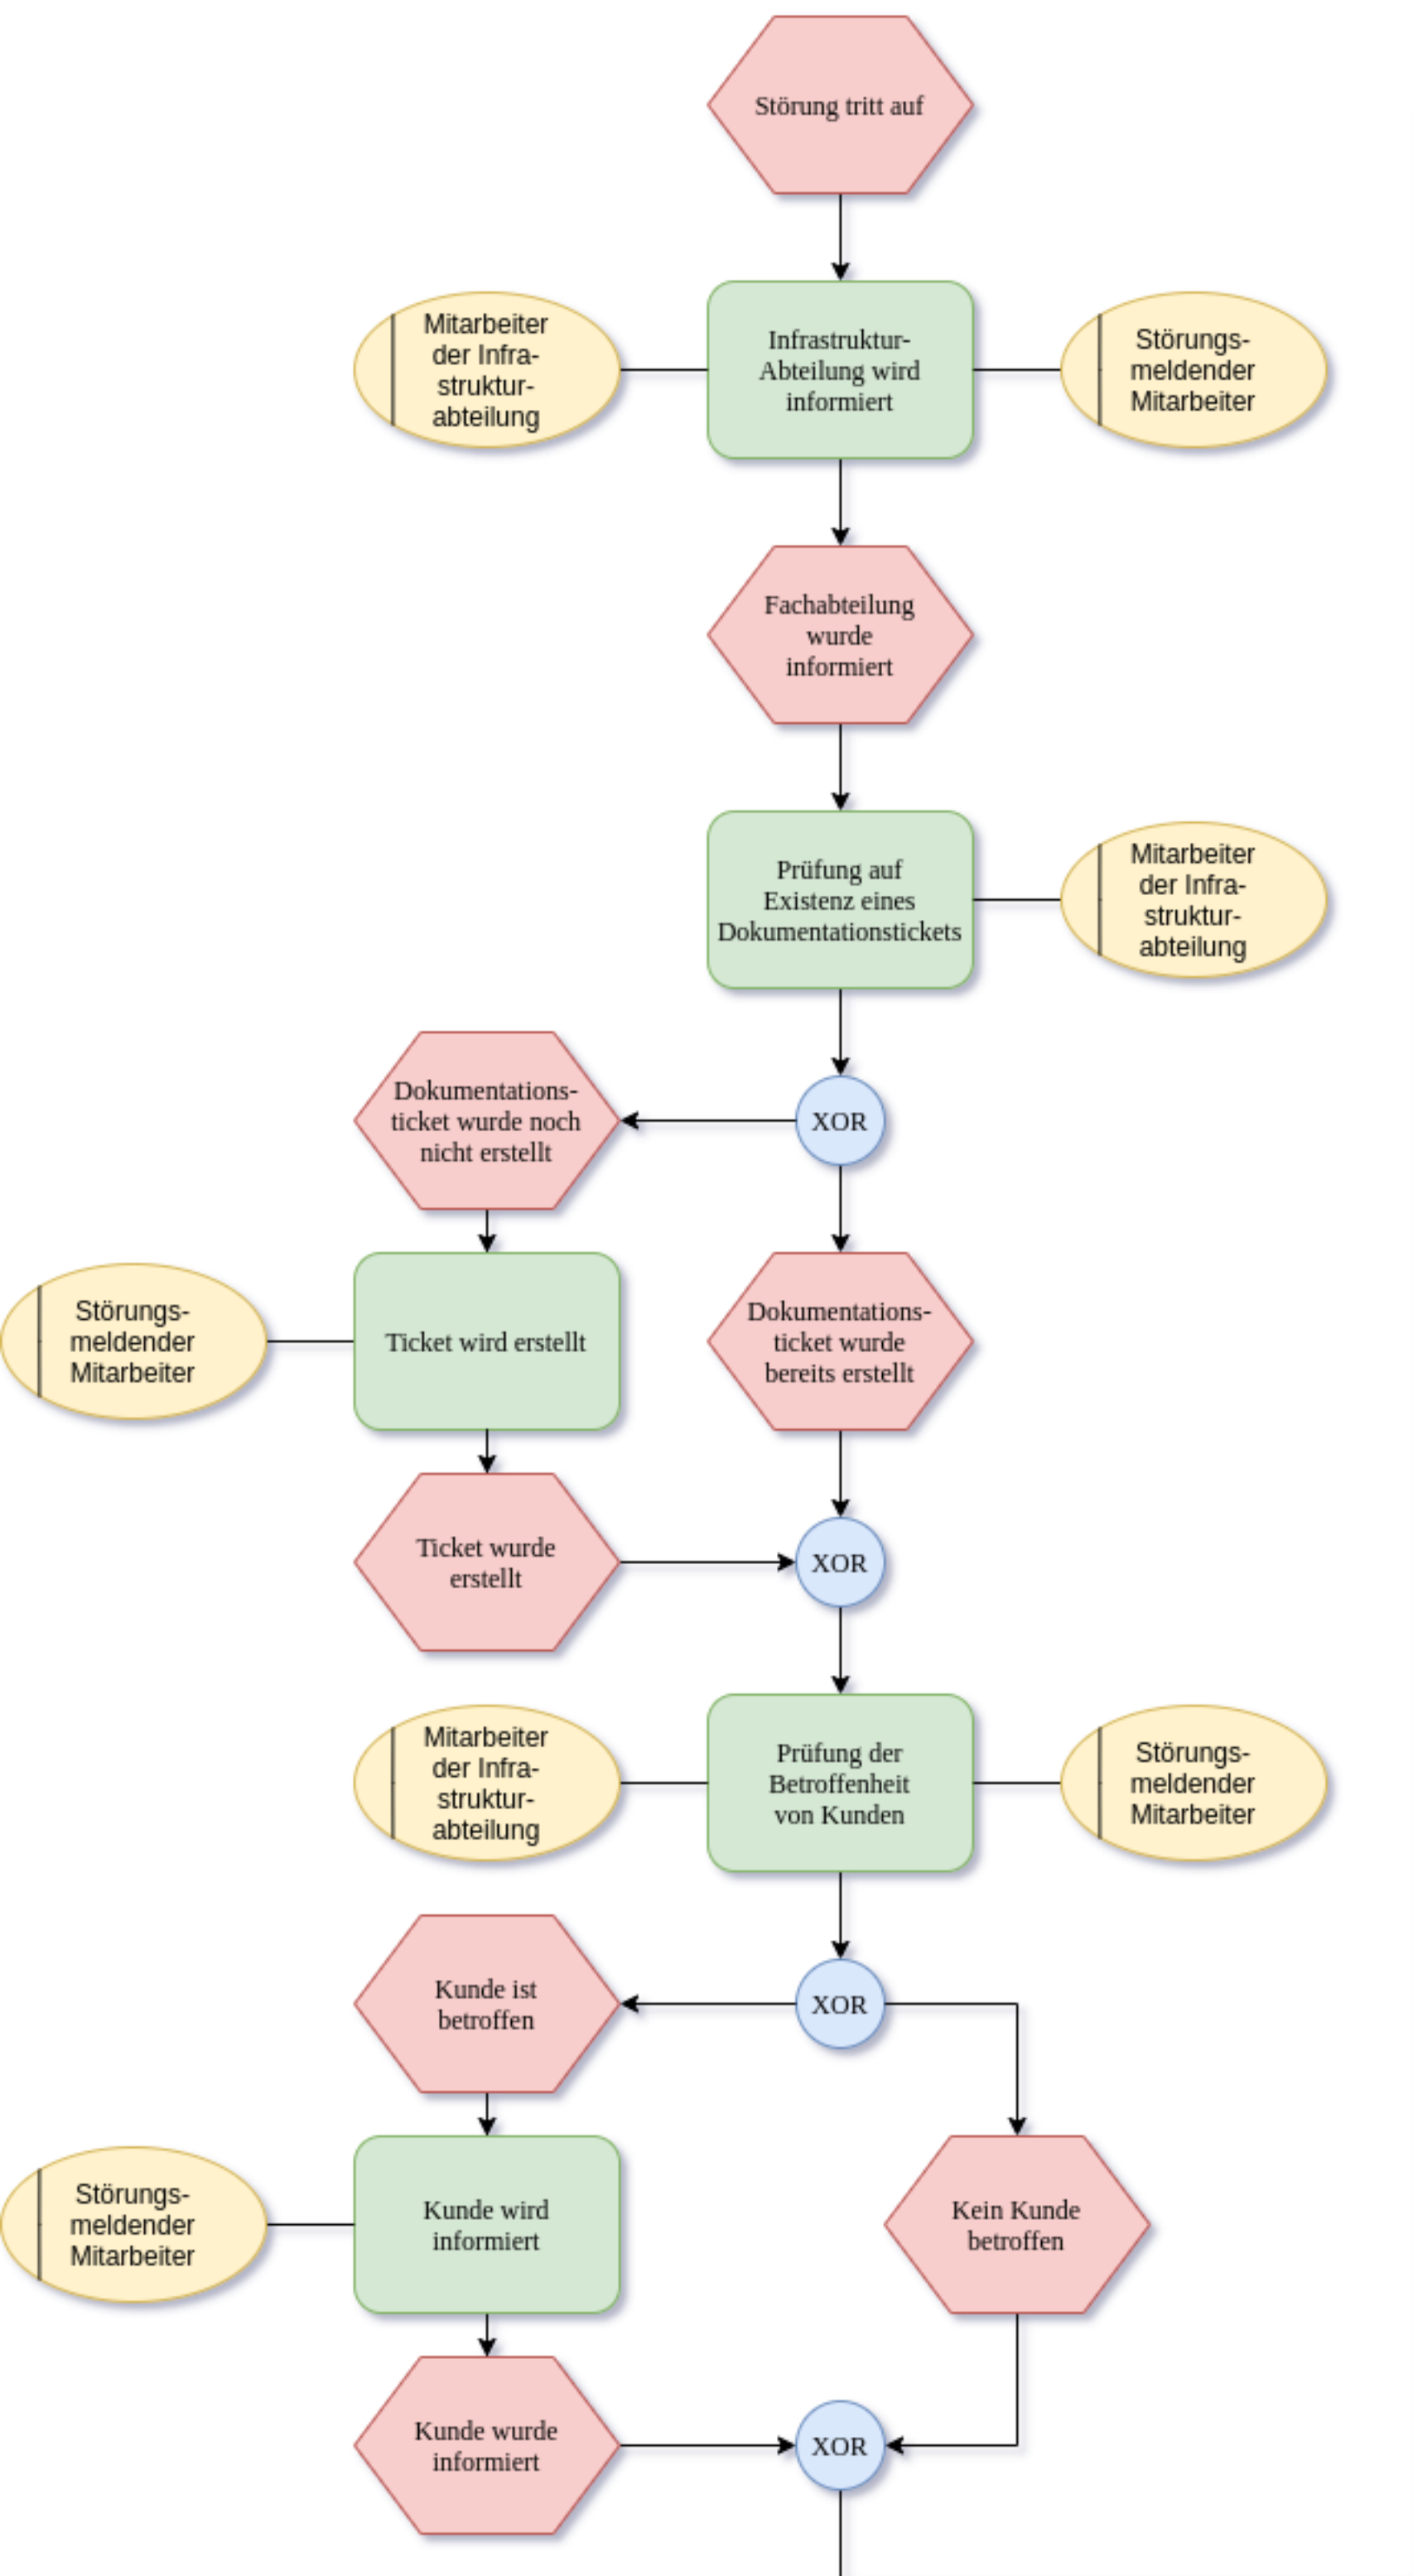 Störung tritt auf
Mitarbeiter
der Infra-
struktur-
abteilung
Infrastruktur-
Abteilung wird
informiert
Störungs-
meldender
Mitarbeiter
Fachabteilung
wurde
informiert
Prüfung auf
Existenz eines
Dokumentationstickets
Mitarbeiter
der Infra-
struktur-
abteilung
Dokumentations-
ticket wurde noch
nicht erstellt
XOR
Störungs-
meldender
Mitarbeiter
Ticket wird erstellt
Dokumentations-
ticket wurde
bereits erstellt
Ticket wurde
erstellt
XOR
Mitarbeiter
der Infra-
struktur-
abteilung
Prüfung der
Betroffenheit
von Kunden
Störungs-
meldender
Mitarbeiter
Kunde ist
betroffen
XOR
Störungs-
meldender
Mitarbeiter
Kunde wird
informiert
Kein Kunde
betroffen
Kunde wurde
informiert
XOR